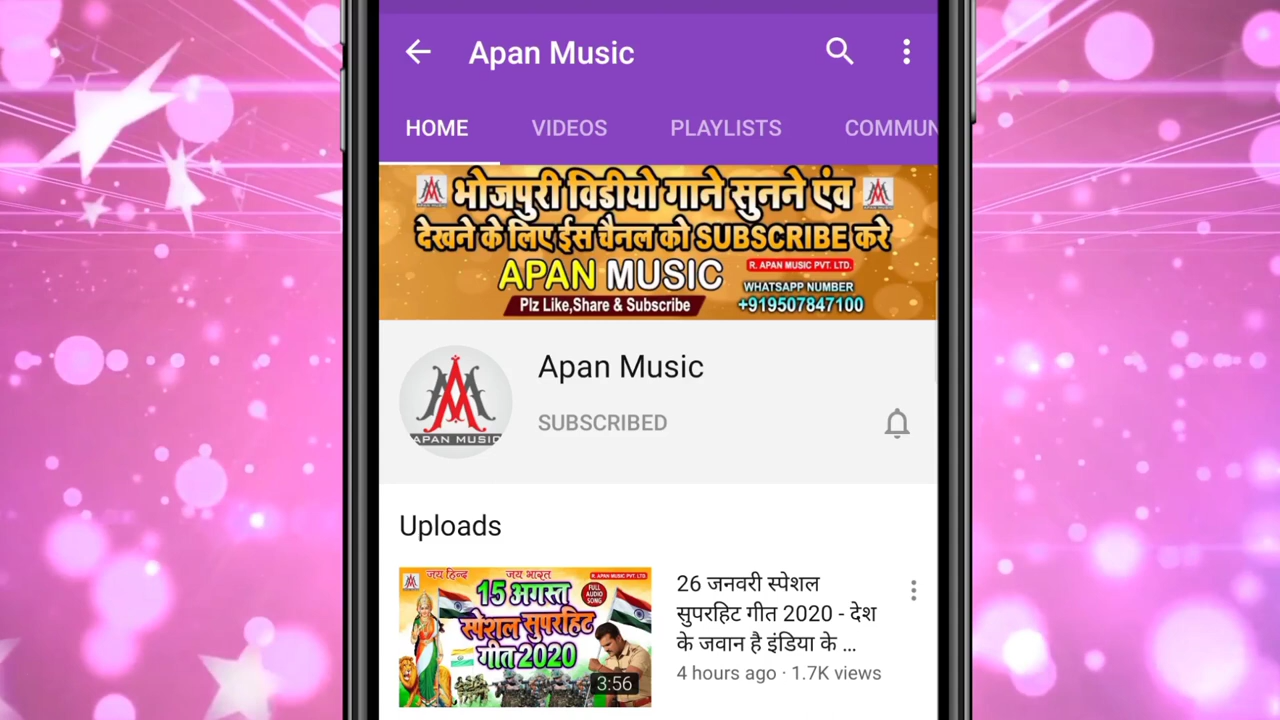 Apan Music
HOME VIDEOS PLAYLISTS COMMUN
भोजपुरी विडीयो गाने सुनने एंव
देखने के लिए ईस चैनल को SUBSCRIBE करे
APAN MUSIC
R. APAN MUSIC PVT. LTD.
WHATSAPP NUMBER
Plz Like,Share & Subscribe
+919507847100
Apan Music
SUBSCRIBED
APAN MUSIC
Uploads
जय हिन्द जय भारत
R. APAN MUSIC PVT. LTD
15 अगस्त
FULL
AUDIO
SONG
स्पेशल सुपरहिट
गीत 2020
3:56
26 जनवरी स्पेशल
सुपरहिट गीत 2020 - देश
के जवान है इंडिया के ...
4 hours ago · 1.7K views